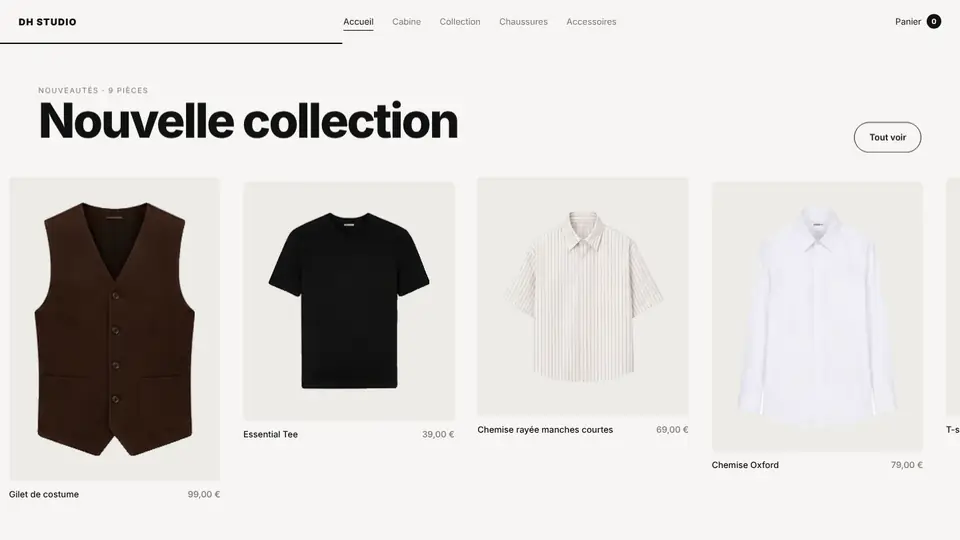 DH STUDIO
Accueil
Cabine
Collection
Chaussures
Accessoires
Panier 0
NOUVEAUTÉS · 9 PIÈCES
Nouvelle collection
Tout voir
Gilet de costume 99,00 €
Essential Tee 39,00 €
Chemise rayée manches courtes 69,00 €
Chemise Oxford 79,00 €
T-s